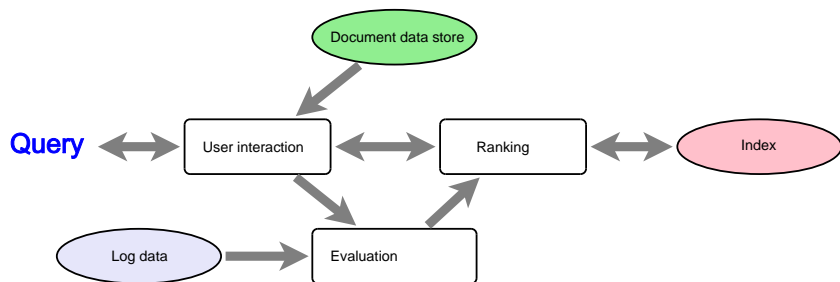 Document data store
Query
User interaction
Ranking
Index
Log data
Evaluation